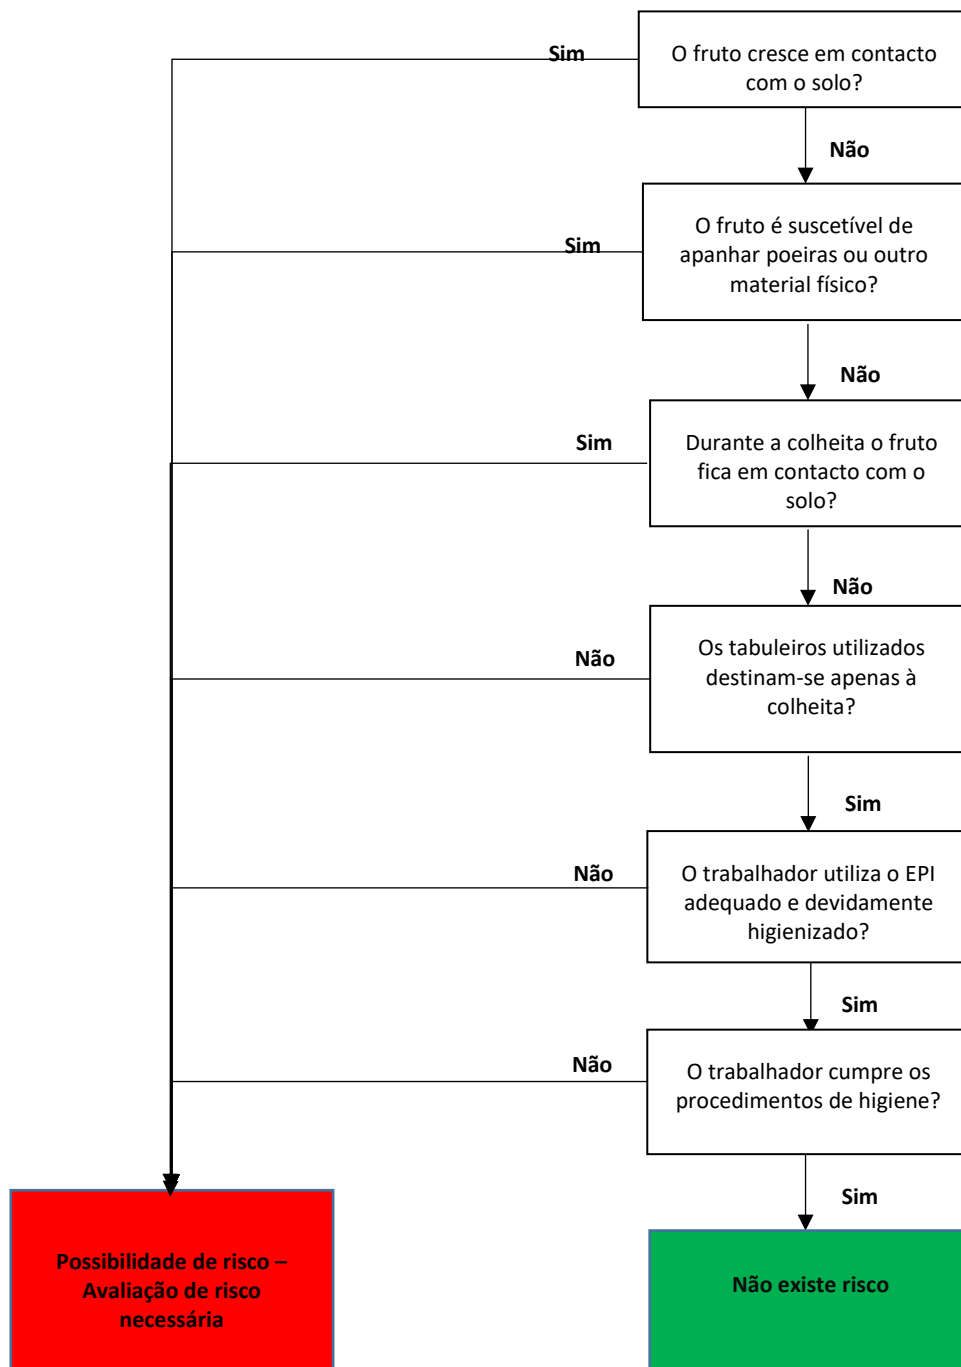 Sim
O fruto cresce em contacto
com o solo?
Não
O fruto é suscetível de
apanhar poeiras ou outro
material físico?
Sim
Não
Sim
Durante a colheita o fruto
fica em contacto com o
solo?
Não
Os tabuleiros utilizados
destinam-se apenas à
colheita?
Não
Sim
Não
O trabalhador utiliza o EPI
adequado e devidamente
higienizado?
Sim
Não
O trabalhador cumpre os
procedimentos de higiene?
Sim
Possibilidade de risco –
Avaliação de risco
necessária
Não existe risco